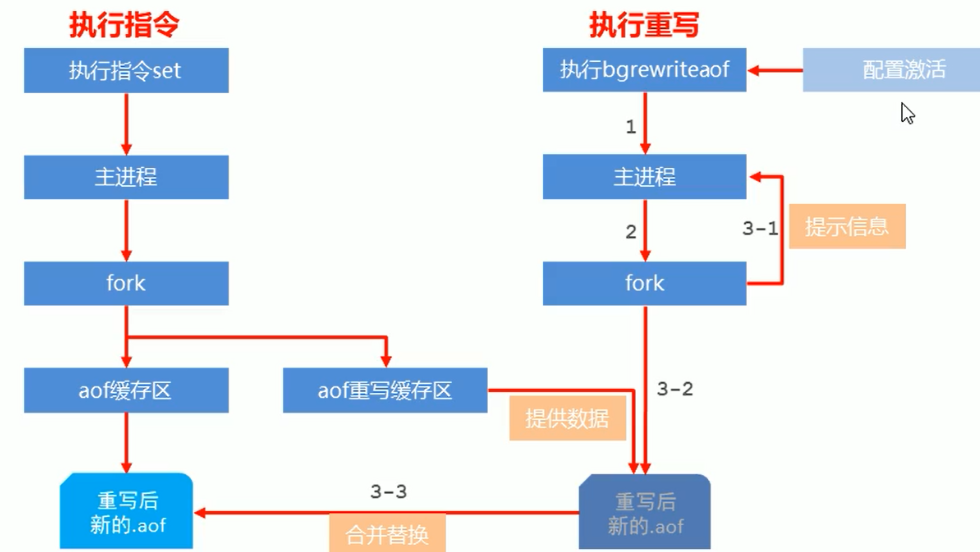 执行指令
执行重写
执行指令set
执行bgrewriteaof
配置激活
1
主进程
主进程
2
3-1
提示信息
fork
fork
aof缓存区
aof重写缓存区
3-2
提供数据
重写后
新的.aof
3-3
合并替换
重写后
新的.aof